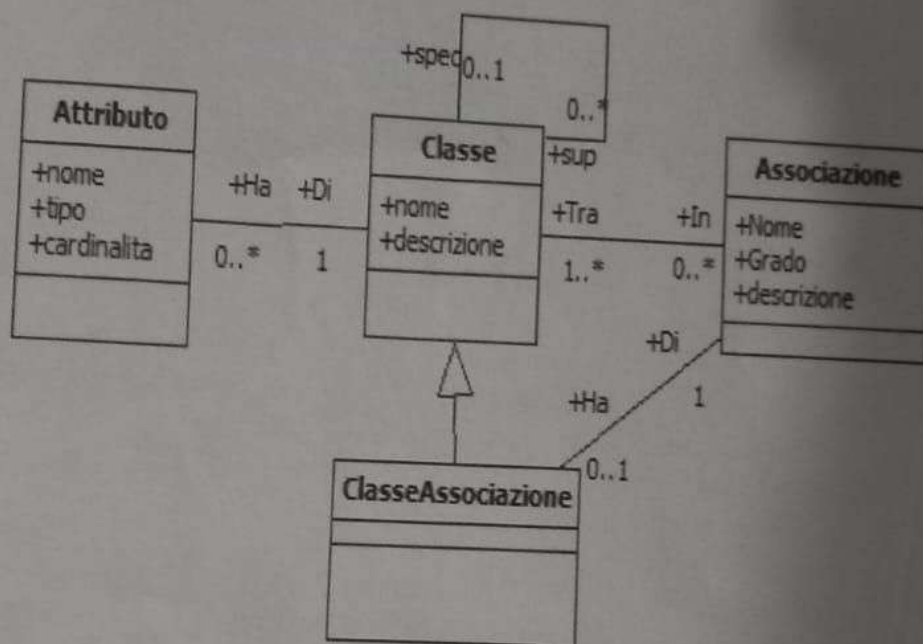 +spec
0..1
0..*
+sup
Attributo
+nome
+tipo
+cardinalita
+Ha +Di
0..* 1
Classe
+nome
+descrizione
+Tra +In
1..* 0..*
Associazione
+Nome
+Grado
+descrizione
+Di
1
+Ha
0..1
ClasseAssociazione